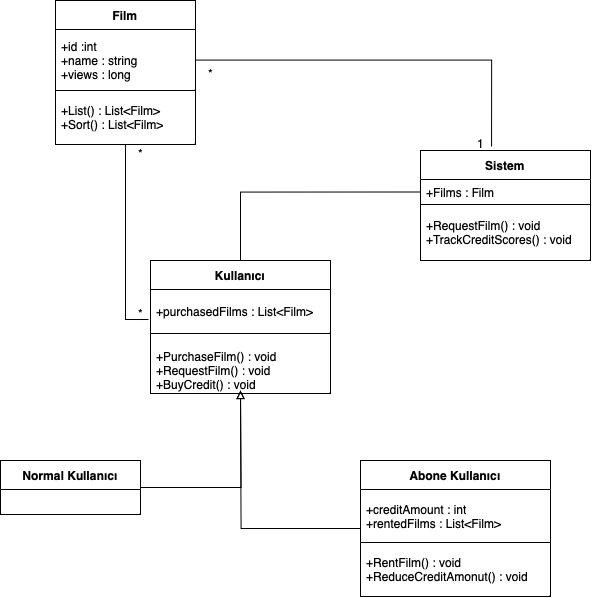 Film
+id :int
+name : string
+views : long
+List() : List<Film>
+Sort() : List<Film>
*
*
1
Sistem
+Films : Film
+RequestFilm() : void
+TrackCreditScores() : void
*
Kullanıcı
+purchasedFilms : List<Film>
+PurchaseFilm() : void
+RequestFilm() : void
+BuyCredit() : void
Normal Kullanıcı
Abone Kullanıcı
+creditAmount : int
+rentedFilms : List<Film>
+RentFilm() : void
+ReduceCreditAmonut() : void